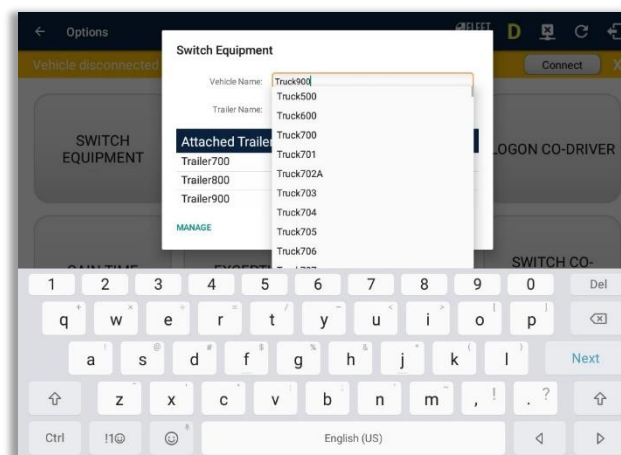 ← Options
FLEET D
Switch Equipment
Vehicle disconnected
Connect X
Vehicle Name: Truck900
Trailer Name:
Truck500
Truck600
Truck700
Truck701
Truck702A
Truck703
Truck704
Truck705
Truck706
SWITCH
EQUIPMENT
Attached Traile
Trailer700
Trailer800
Trailer900
MANAGE
LOGON CO-DRIVER
SWITCH CO-
1 2 3 4 5 6 7 8 9 0 Del
q w e r t y u i o p
a s d f g h j k l Next
z x c v b n m , ! . ?
Ctrl !1☺ English (US)